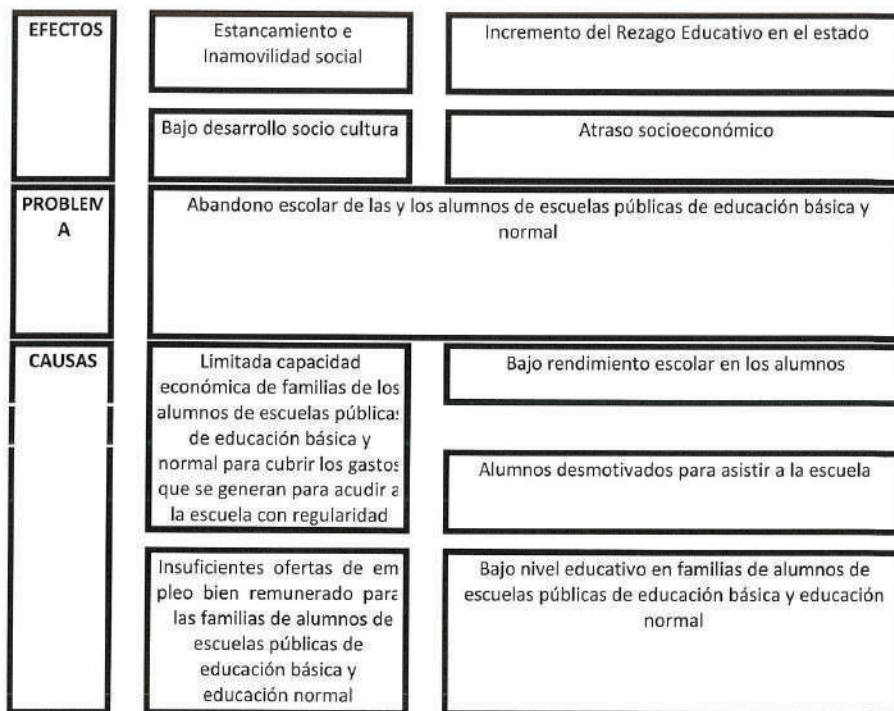 EFECTOS
Estancamiento e
Inamovilidad social
Incremento del Rezago Educativo en el estado
Bajo desarrollo socio cultura
Atraso socioeconómico
PROBLEM
A
Abandono escolar de las y los alumnos de escuelas públicas de educación básica y
normal
CAUSAS
Limitada capacidad
económica de familias de los
alumnos de escuelas públicas
de educación básica y
normal para cubrir los gastos
que se generan para acudir a
la escuela con regularidad
Bajo rendimiento escolar en los alumnos
Alumnos desmotivados para asistir a la escuela
Insuficientes ofertas de em
pleo bien remunerado para
las familias de alumnos de
escuelas públicas de
educación básica y
educación normal
Bajo nivel educativo en familias de alumnos de
escuelas públicas de educación básica y educación
normal